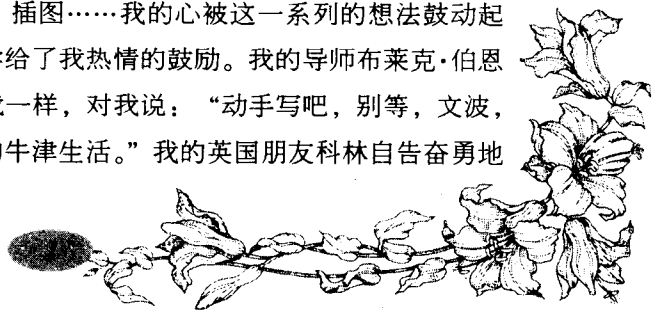 插图……我的心被这一系列的想法鼓动起
给了我热情的鼓励。我的导师布莱克·伯恩
一样，对我说：“动手写吧，别等，文波，
牛津生活。”我的英国朋友科林自告奋勇地